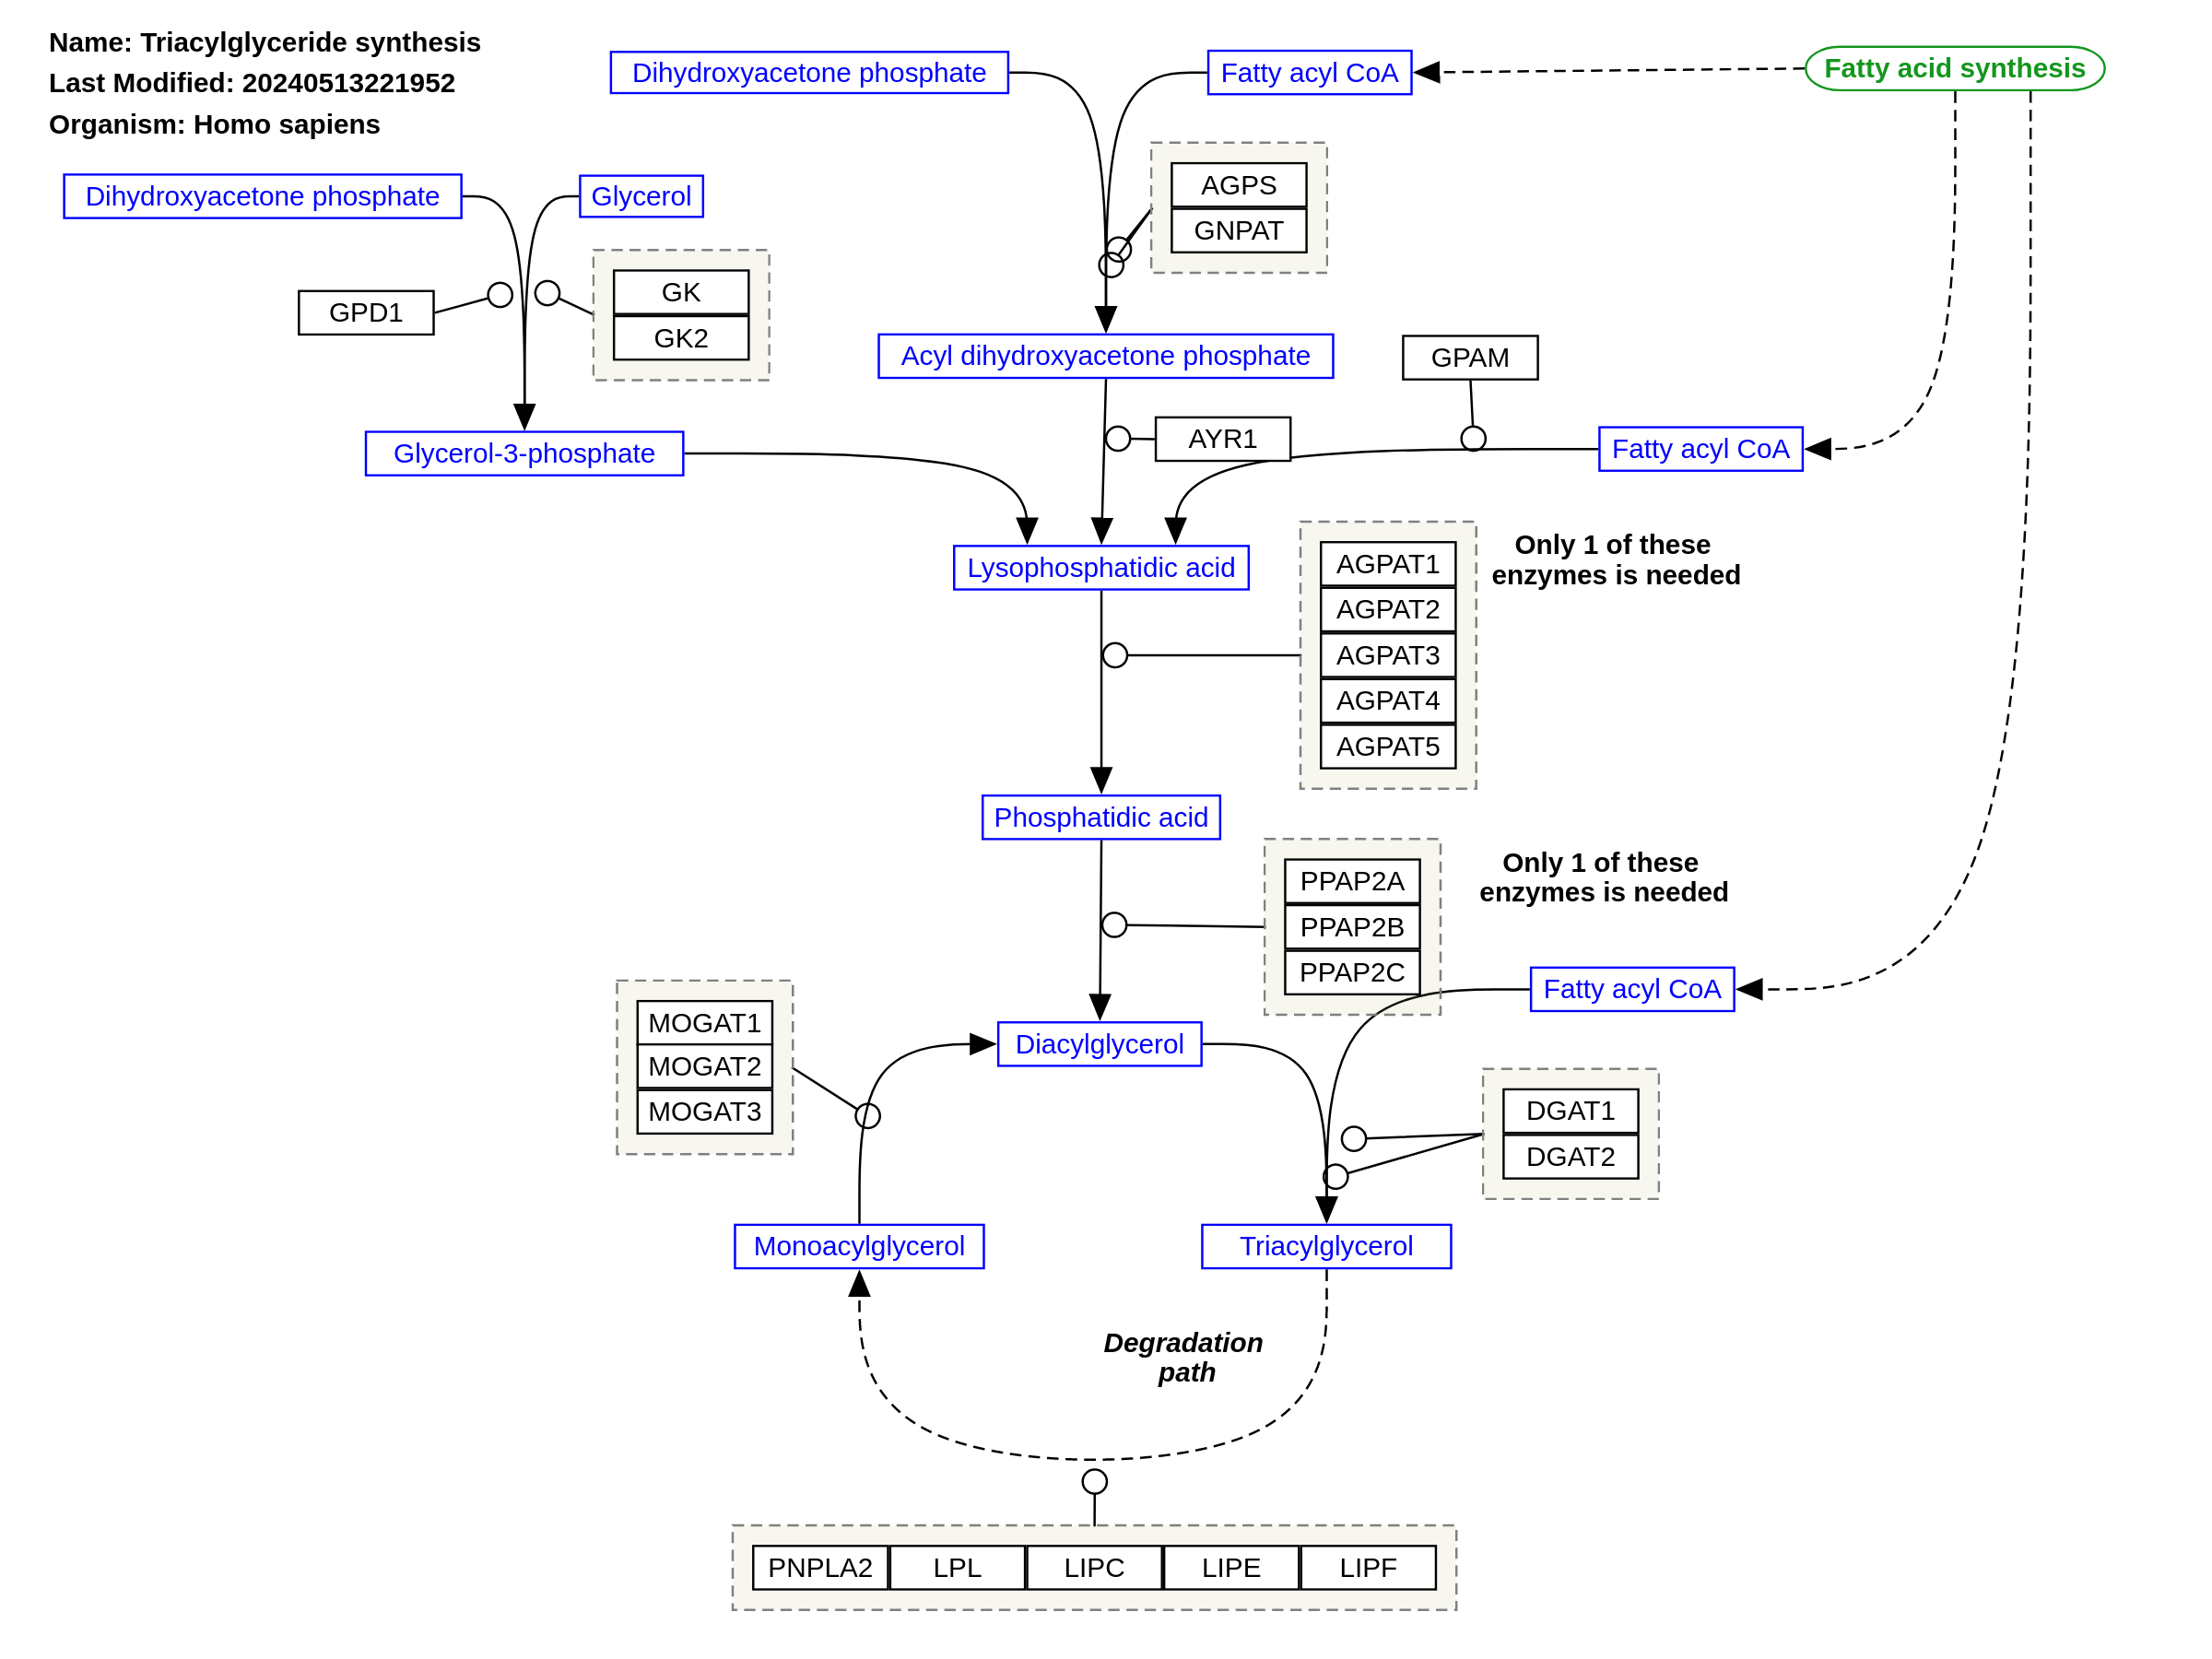 Name: Triacylglyceride synthesis
Last Modified: 20240513221952
Organism: Homo sapiens
Dihydroxyacetone phosphate
Fatty acyl CoA
Fatty acid synthesis
Dihydroxyacetone phosphate
Glycerol
AGPS
GNPAT
GPD1
GK
GK2
Acyl dihydroxyacetone phosphate
GPAM
AYR1
Glycerol-3-phosphate
Fatty acyl CoA
Lysophosphatidic acid
AGPAT1
AGPAT2
AGPAT3
AGPAT4
AGPAT5
Only 1 of these
enzymes is needed
Phosphatidic acid
PPAP2A
PPAP2B
PPAP2C
Only 1 of these
enzymes is needed
Fatty acyl CoA
MOGAT1
MOGAT2
MOGAT3
Diacylglycerol
DGAT1
DGAT2
Monoacylglycerol
Triacylglycerol
Degradation
path
PNPLA2
LPL
LIPC
LIPE
LIPF